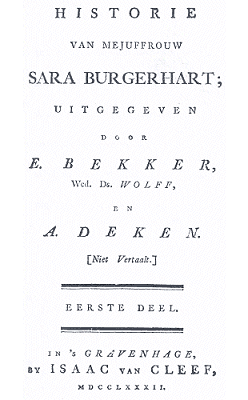 HISTORIE
VAN MEJUFFROUW
SARA BURGERHART;
UITGEGEVEN
DOOR
E. BEKKER,
Wed. Ds. WOLFF,
EN
A. DEKEN.
[Niet Vertaalt.]
EERSTE DEEL.
IN 's GRAVENHAGE,
BY ISAAC VAN CLEEF,
MDCCLXXXII.